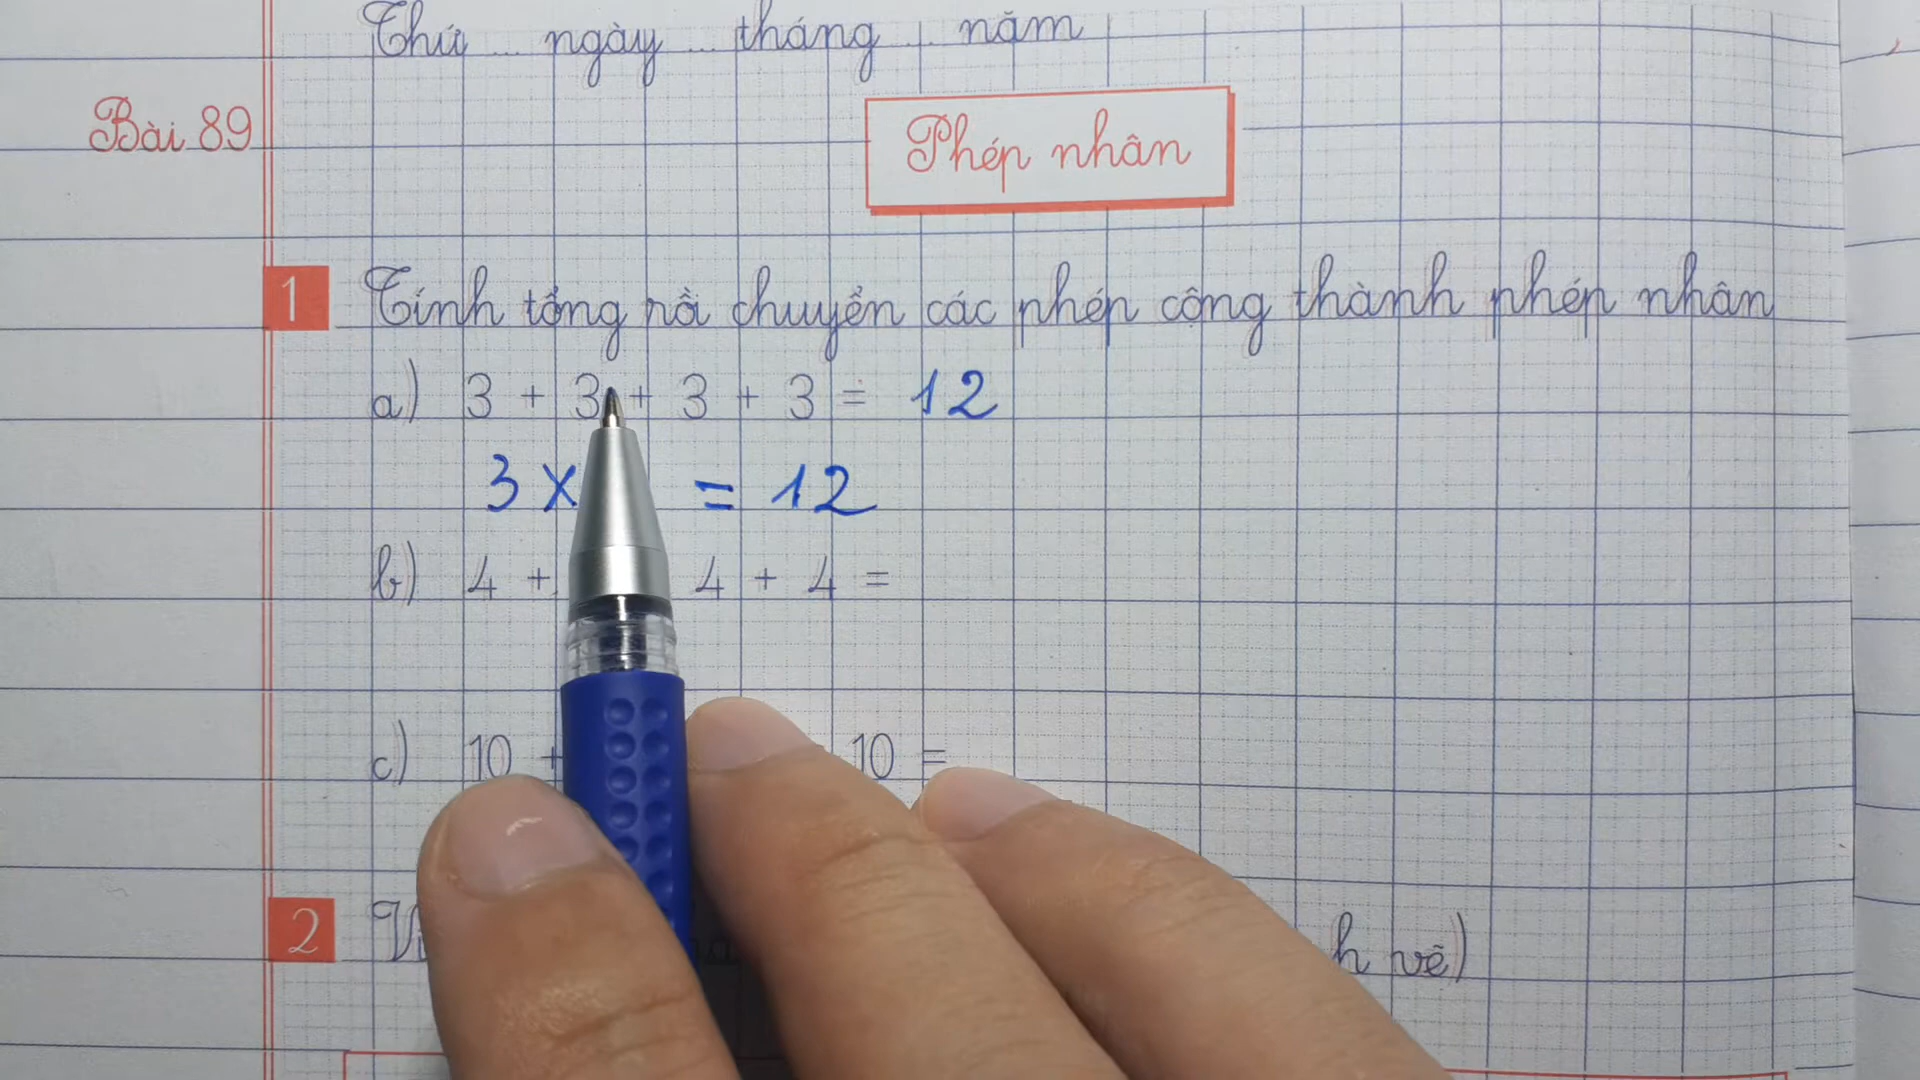 Thứ ... ngày ... tháng ... năm
Bài 89
Phép nhân
1 Tính tổng rồi chuyển các phép cộng thành phép nhân
a) 3 + 3 + 3 + 3 = 12
3 x = 12
b) 4 + 4 + 4 =
c) 10 + 10 =
2 vẽ)